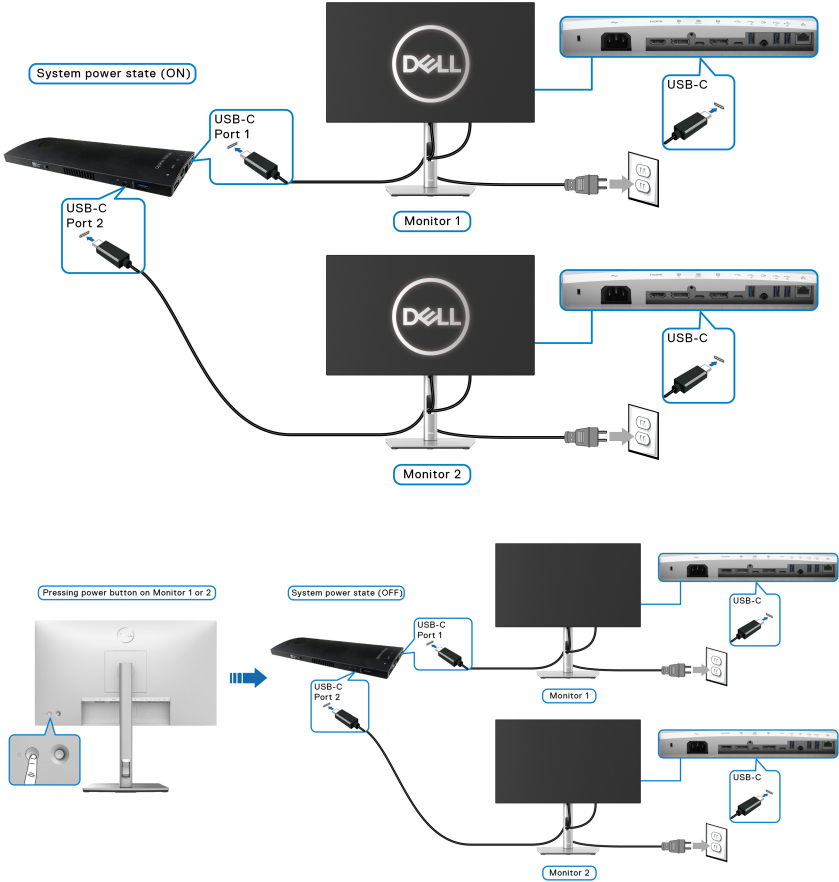 System power state (ON)
USB-C
Port 1
DELL
USB-C
Monitor 1
USB-C
Port 2
DELL
USB-C
Monitor 2
Pressing power button on Monitor 1 or 2
System power state (OFF)
USB-C
Port 1
USB-C
Monitor 1
USB-C
Port 2
USB-C
Monitor 2